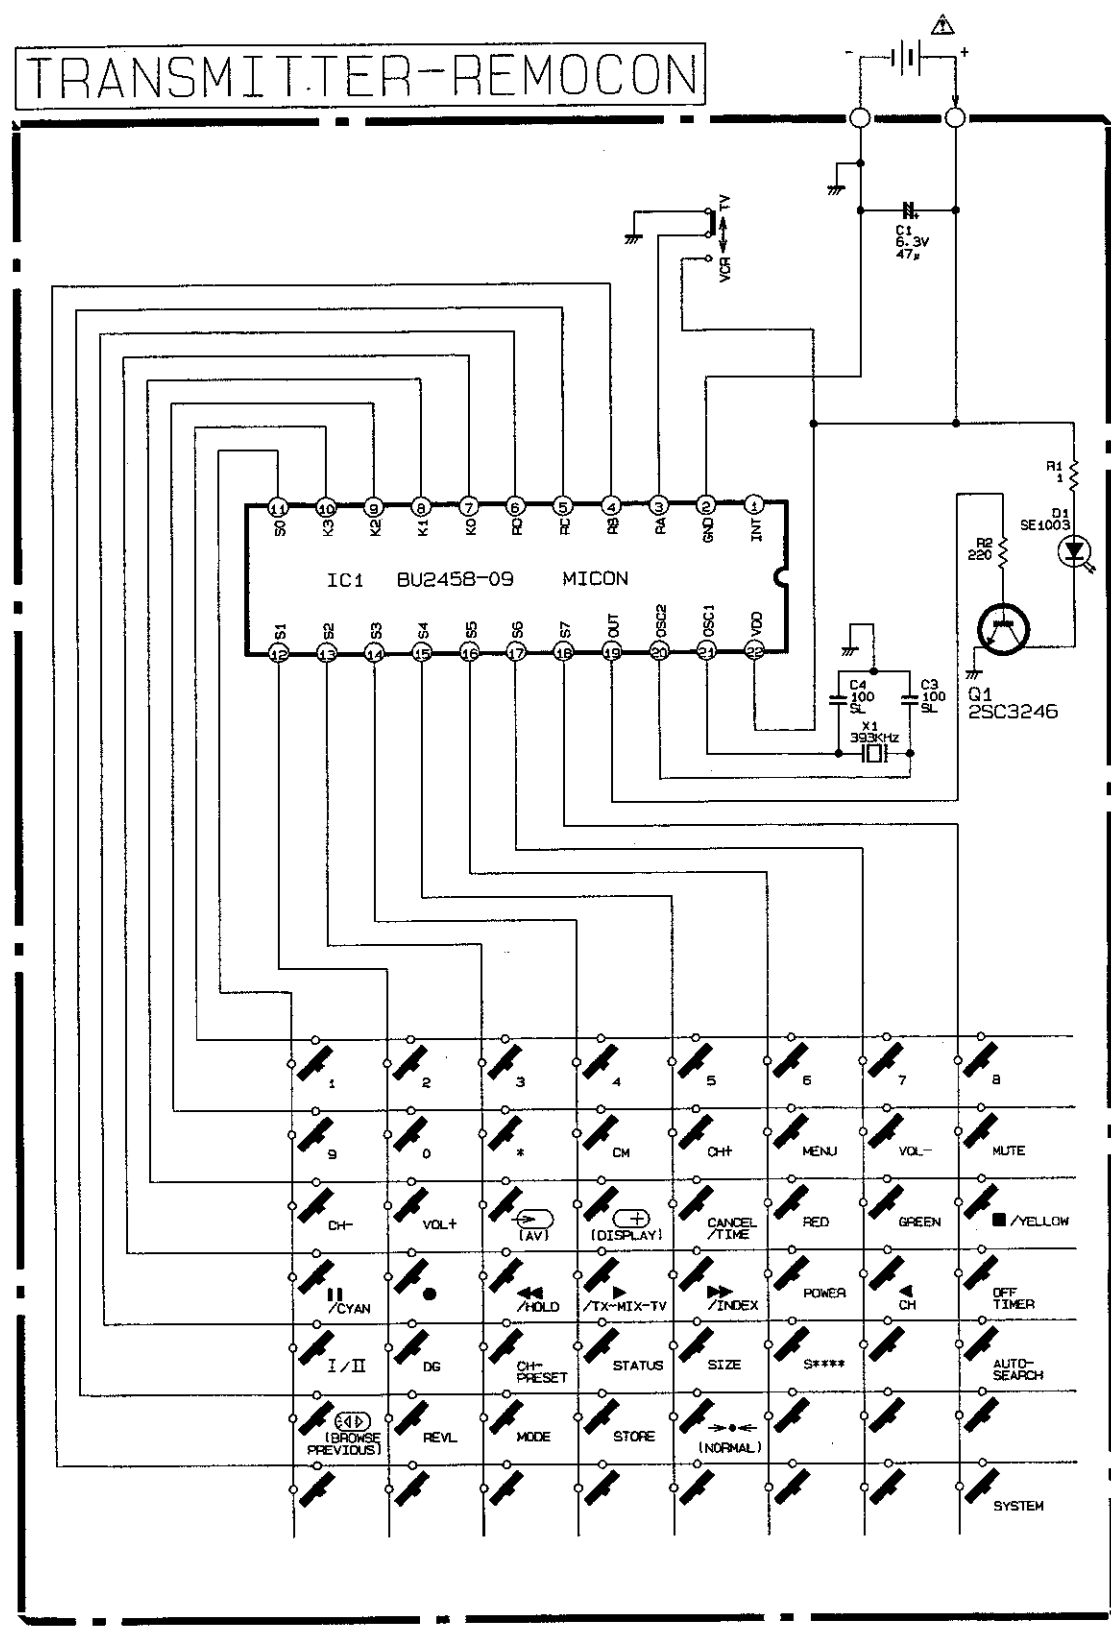 TRANSMITTER-REMOCON
- +
C1
6.3V
47µ
TV
VCR
R1
1
D1
SE1003
R2
220
Q1
2SC3246
11 10 9 8 7 6 5 4 3 2 1
S0 K3 K2 K1 K0 RD RC RB RA GND INT
IC1 BU2458-09 MICON
S1 S2 S3 S4 S5 S6 S7 OUT OSC2 OSC1 VDD
12 13 14 15 16 17 18 19 20 21 22
C4
100
SL
C3
100
SL
X1
393KHz
1 2 3 4 5 6 7 8
9 0 * CM CH+ MENU VOL- MUTE
CH- VOL+ (AV) (DISPLAY) CANCEL
/TIME RED GREEN ■/YELLOW
/CYAN ● ◀◀
/HOLD ▶
/TX-MIX-TV ▶▶
/INDEX POWER ◀
CH OFF
TIMER
I/II DG CH-
PRESET STATUS SIZE S**** AUTO-
SEARCH
(BROWSE
PREVIOUS) REVL MODE STORE (NORMAL)
SYSTEM